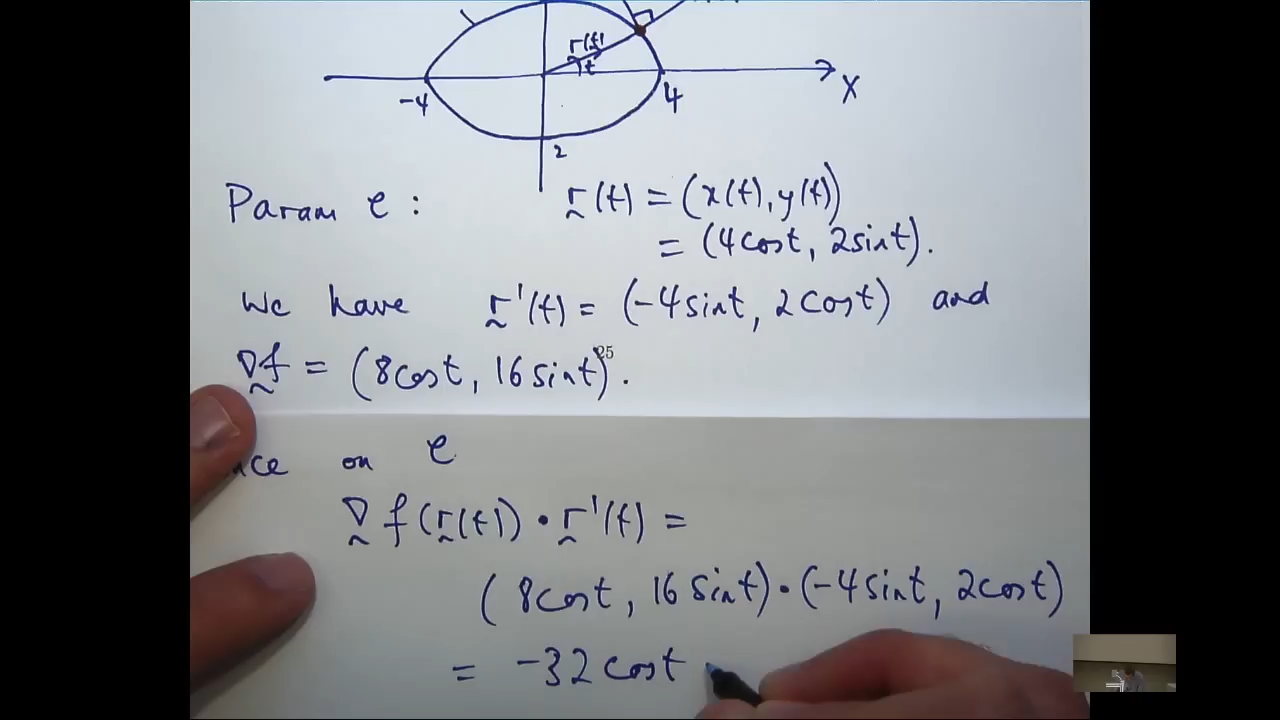 r(t)
t
-4
4
X
2
Param C : r(t) = (x(t), y(t))
= (4cost, 2sint).
We have r'(t) = (-4sint, 2cost) and
∇f = (8cost, 16sint).
25
on C
∇f(r(t)) • r'(t) =
(8cost, 16sint) • (-4sint, 2cost)
= -32cost